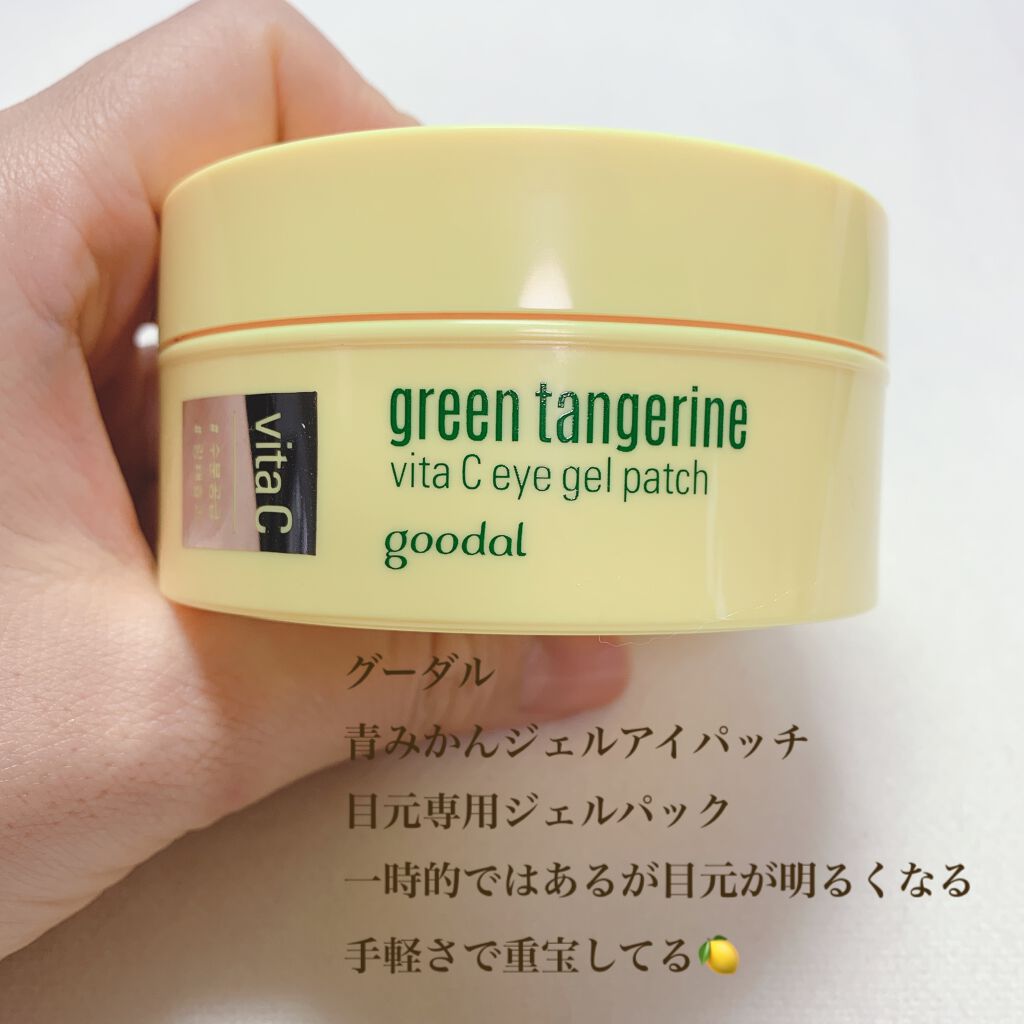 green tangerine
vita C eye gel patch
goodal
vita C
グーダル
青みかんジェルアイパッチ
目元専用ジェルパック
一時的ではあるが目元が明るくなる
手軽さで重宝してる🍋